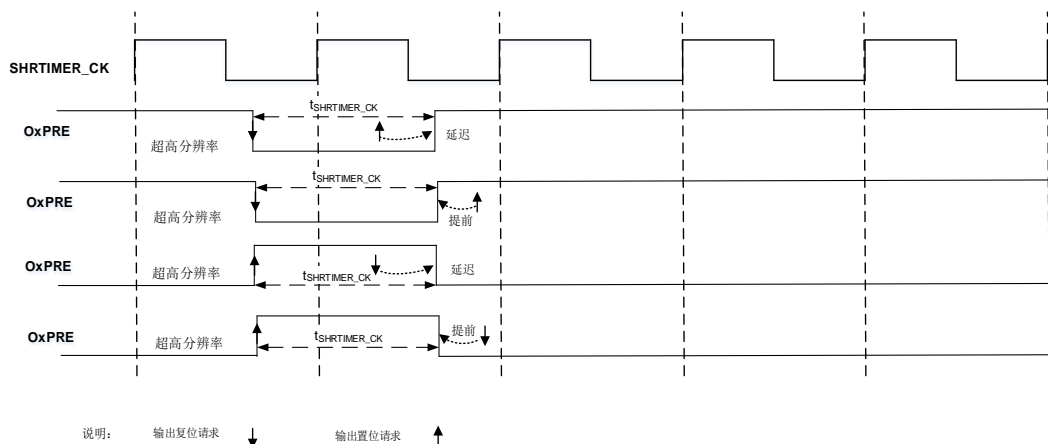 SHRTIMER_CK
tSHRTIMER_CK
OxPRE
超高分辨率
延迟
tSHRTIMER_CK
OxPRE
超高分辨率
提前
OxPRE
超高分辨率
tSHRTIMER_CK
延迟
OxPRE
超高分辨率
tSHRTIMER_CK
提前
说明： 输出复位请求 输出置位请求